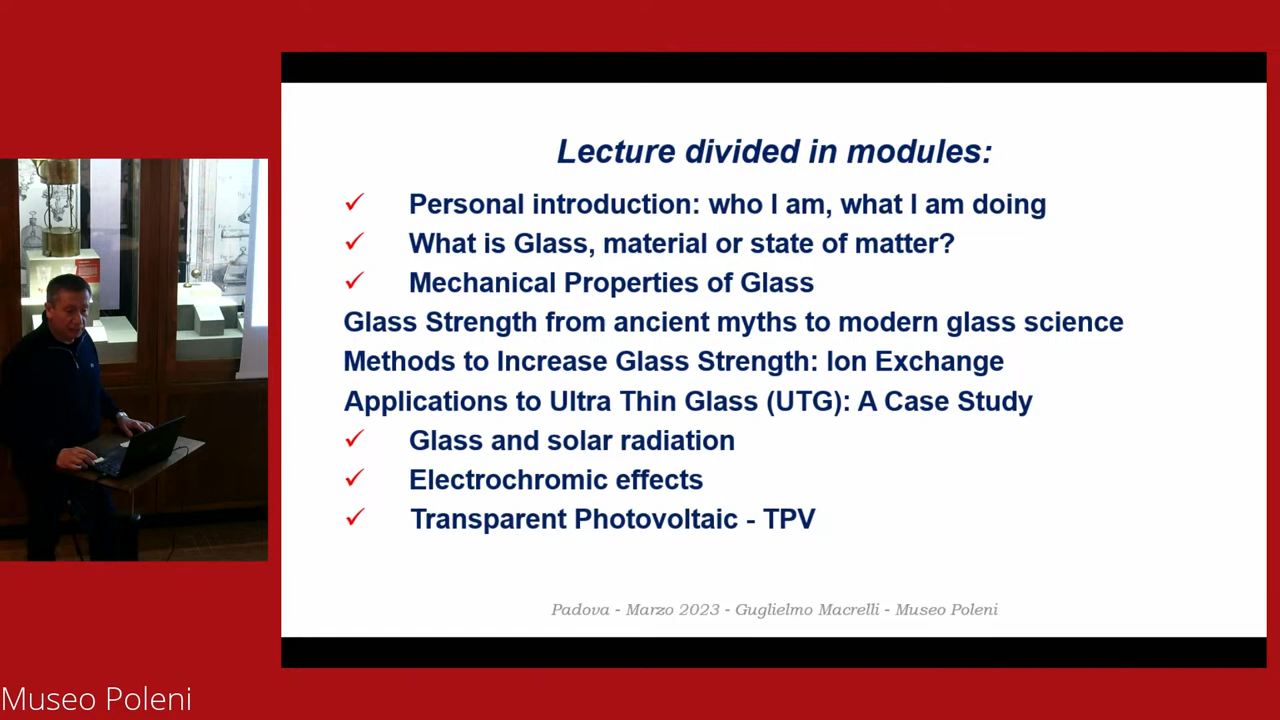 Lecture divided in modules:
✓ Personal introduction: who I am, what I am doing
✓ What is Glass, material or state of matter?
✓ Mechanical Properties of Glass
Glass Strength from ancient myths to modern glass science
Methods to Increase Glass Strength: Ion Exchange
Applications to Ultra Thin Glass (UTG): A Case Study
✓ Glass and solar radiation
✓ Electrochromic effects
✓ Transparent Photovoltaic - TPV
Padova - Marzo 2023 - Guglielmo Macrelli - Museo Poleni
Museo Poleni